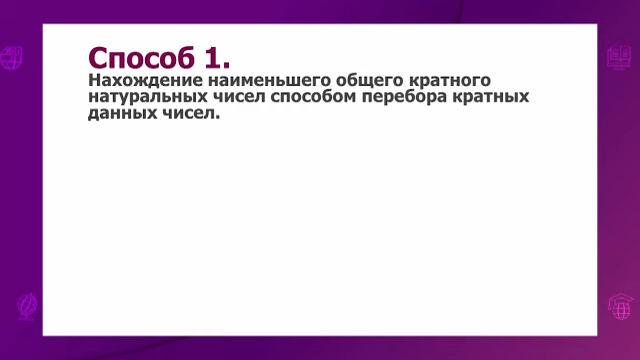 Способ 1.
Нахождение наименьшего общего кратного
натуральных чисел способом перебора кратных
данных чисел.